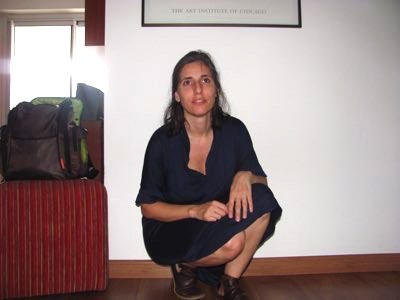 THE ART INSTITUTE OF CHICAGO